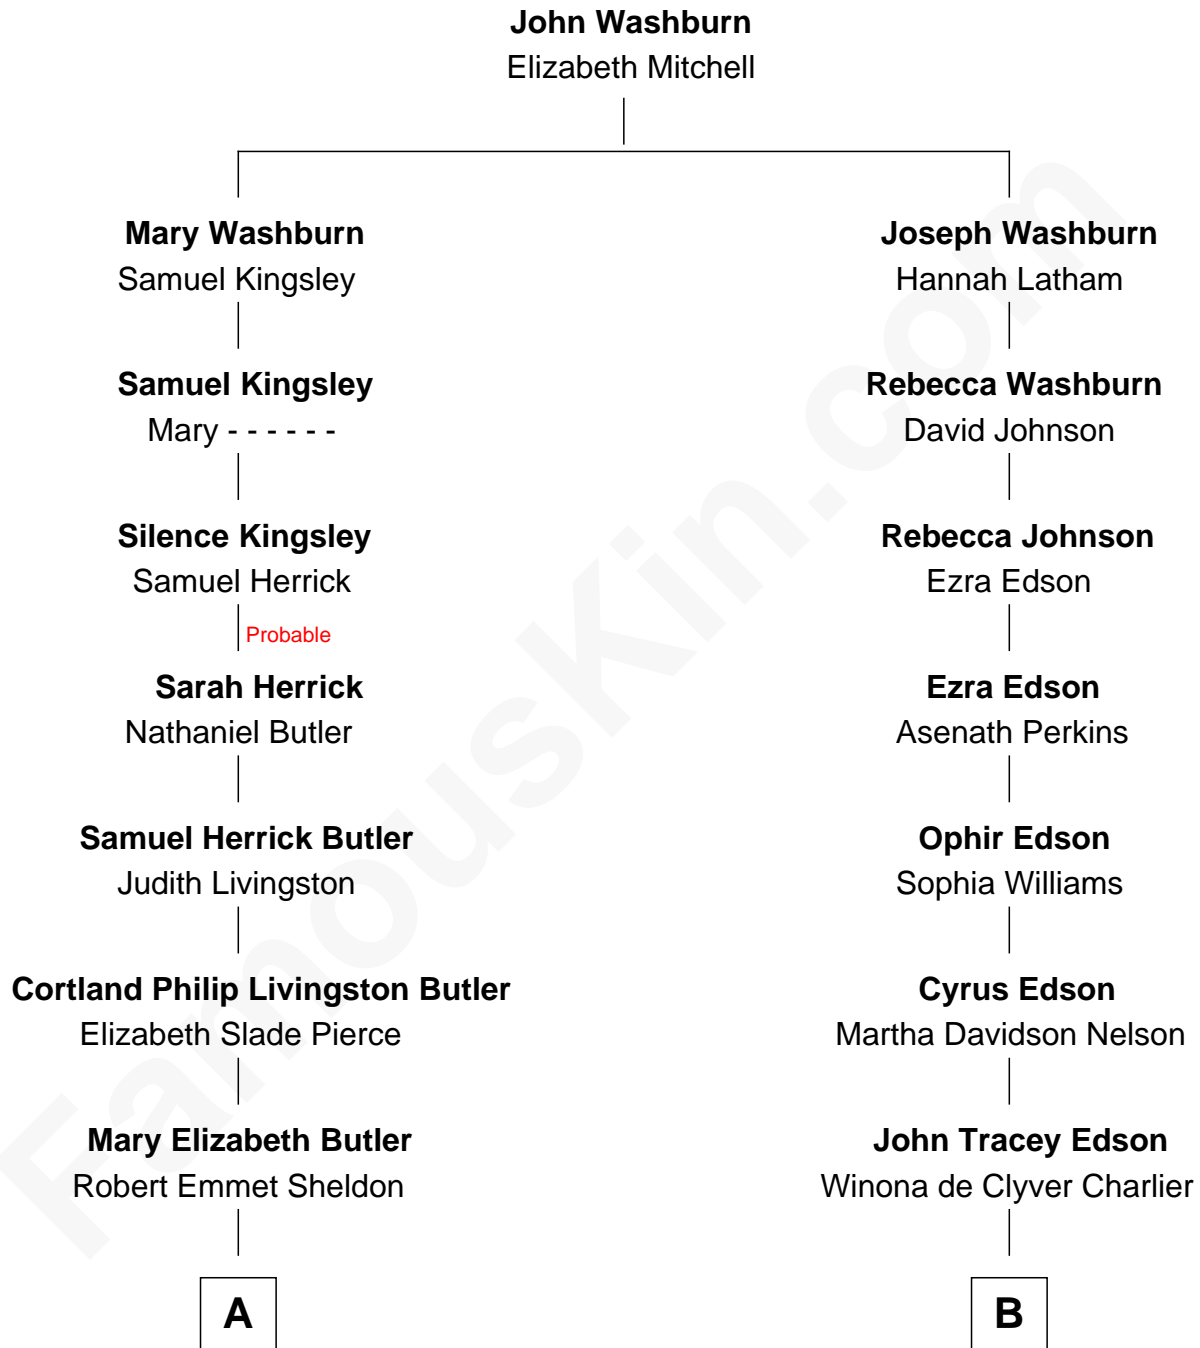 John Washburn
Elizabeth Mitchell
Mary Washburn
Samuel Kingsley
Joseph Washburn
Hannah Latham
Samuel Kingsley
Mary - - - - - -
Rebecca Washburn
David Johnson
Silence Kingsley
Samuel Herrick
Rebecca Johnson
Ezra Edson
Probable
Sarah Herrick
Nathaniel Butler
Ezra Edson
Asenath Perkins
Samuel Herrick Butler
Judith Livingston
Ophir Edson
Sophia Williams
Cortland Philip Livingston Butler
Elizabeth Slade Pierce
Cyrus Edson
Martha Davidson Nelson
Mary Elizabeth Butler
Robert Emmet Sheldon
John Tracey Edson
Winona de Clyver Charlier
A
B
FamousKin.com